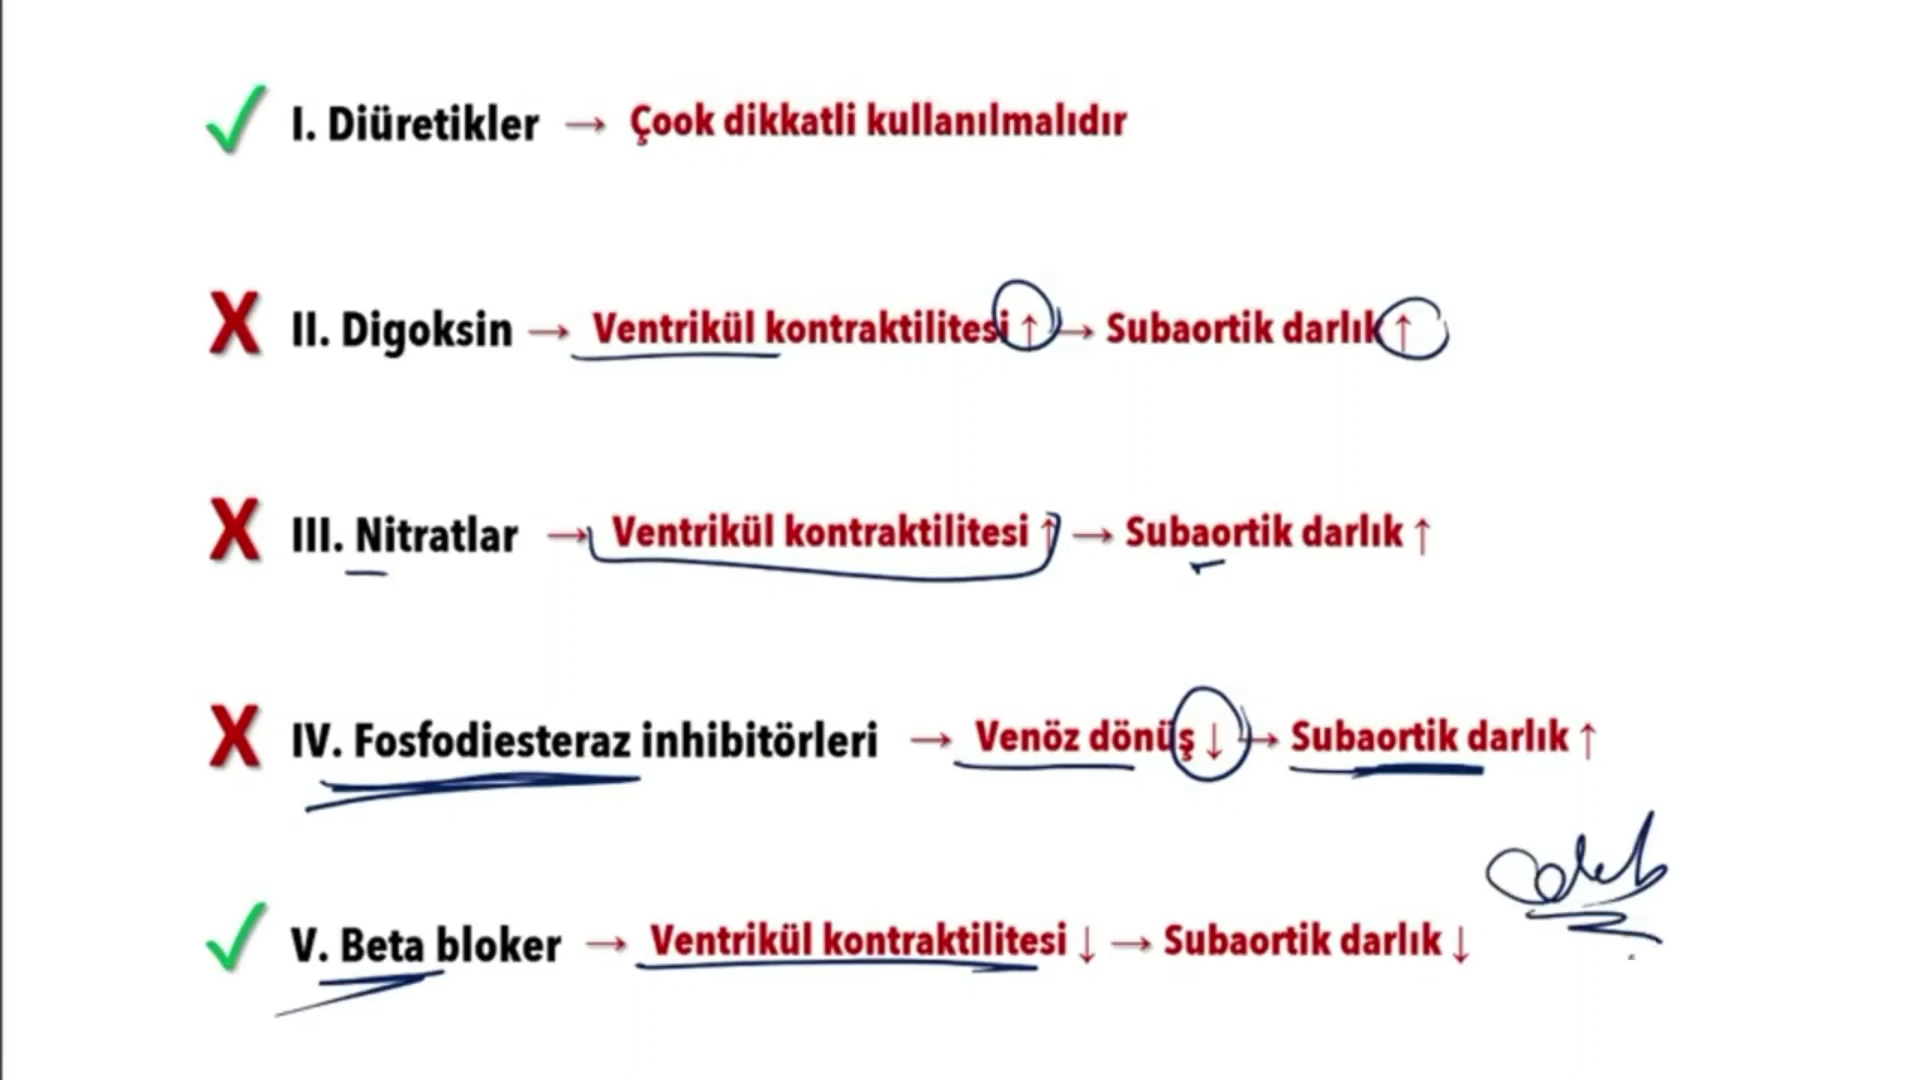 I. Diüretikler → Çook dikkatli kullanılmalıdır
X II. Digoksin → Ventrikül kontraktilitesi ↑ → Subaortik darlık ↑
X III. Nitratlar → Ventrikül kontraktilitesi ↑ → Subaortik darlık ↑
X IV. Fosfodiesteraz inhibitörleri → Venöz dönüş ↓ → Subaortik darlık ↑
V. Beta bloker → Ventrikül kontraktilitesi ↓ → Subaortik darlık ↓